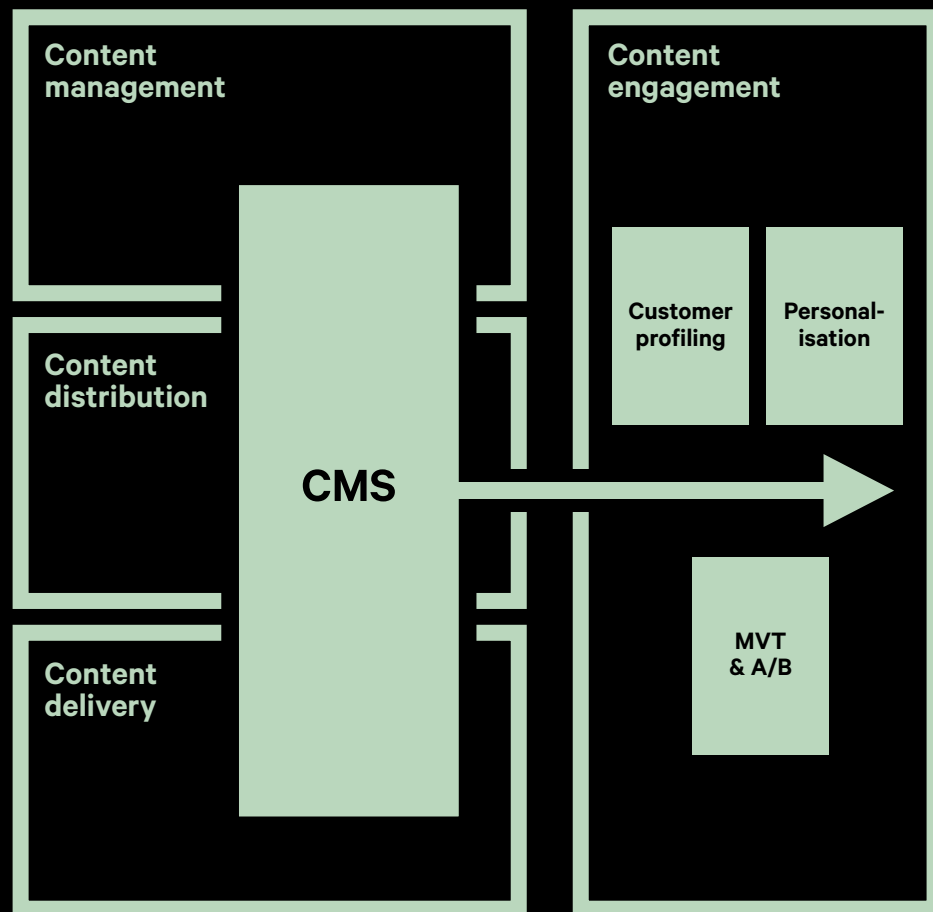 Content
management
Content
distribution
Content
delivery
CMS
Content
engagement
Customer
profiling
Personal-
isation
MVT
& A/B